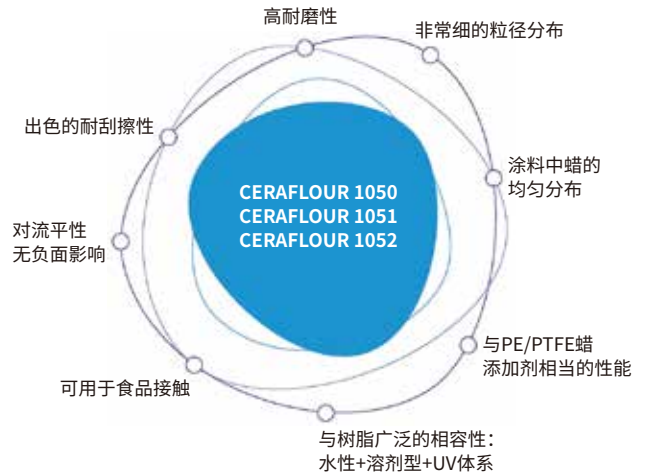 高耐磨性
非常细的粒径分布
出色的耐刮擦性
涂料中蜡的
均匀分布
CERAFLOUR 1050
CERAFLOUR 1051
CERAFLOUR 1052
对流平性
无负面影响
与PE/PTFE蜡
添加剂相当的性能
可用于食品接触
与树脂广泛的相容性：
水性+溶剂型+UV体系